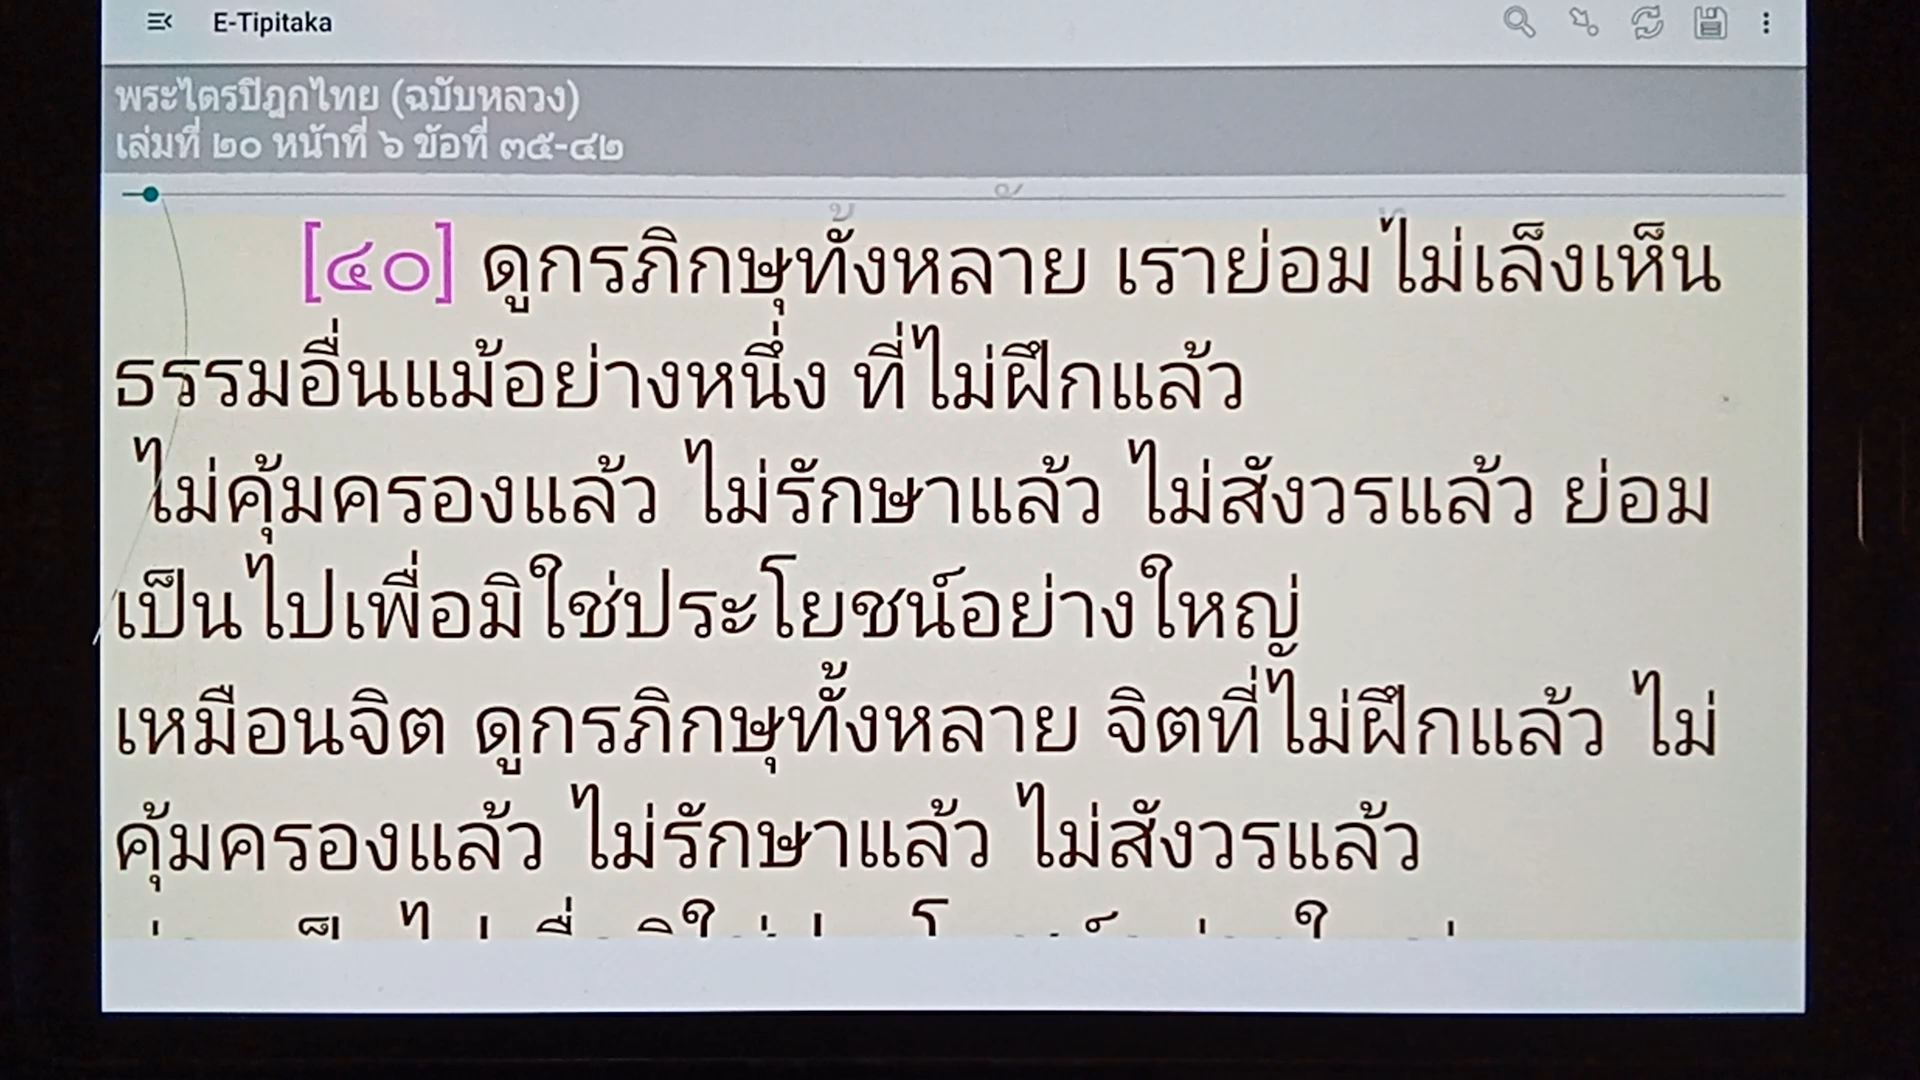 E-Tipitaka
พระไตรปิฎกไทย (ฉบับหลวง)
เล่มที่ ๒๐ หน้าที่ ๖ ข้อที่ ๓๕-๔๒
[๔๐] ดูกรภิกษุทั้งหลาย เราย่อมไม่เล็งเห็น
ธรรมอื่นแม้อย่างหนึ่ง ที่ไม่ฝึกแล้ว
ไม่คุ้มครองแล้ว ไม่รักษาแล้ว ไม่สังวรแล้ว ย่อม
เป็นไปเพื่อมิใช่ประโยชน์อย่างใหญ่
เหมือนจิต ดูกรภิกษุทั้งหลาย จิตที่ไม่ฝึกแล้ว ไม่
คุ้มครองแล้ว ไม่รักษาแล้ว ไม่สังวรแล้ว